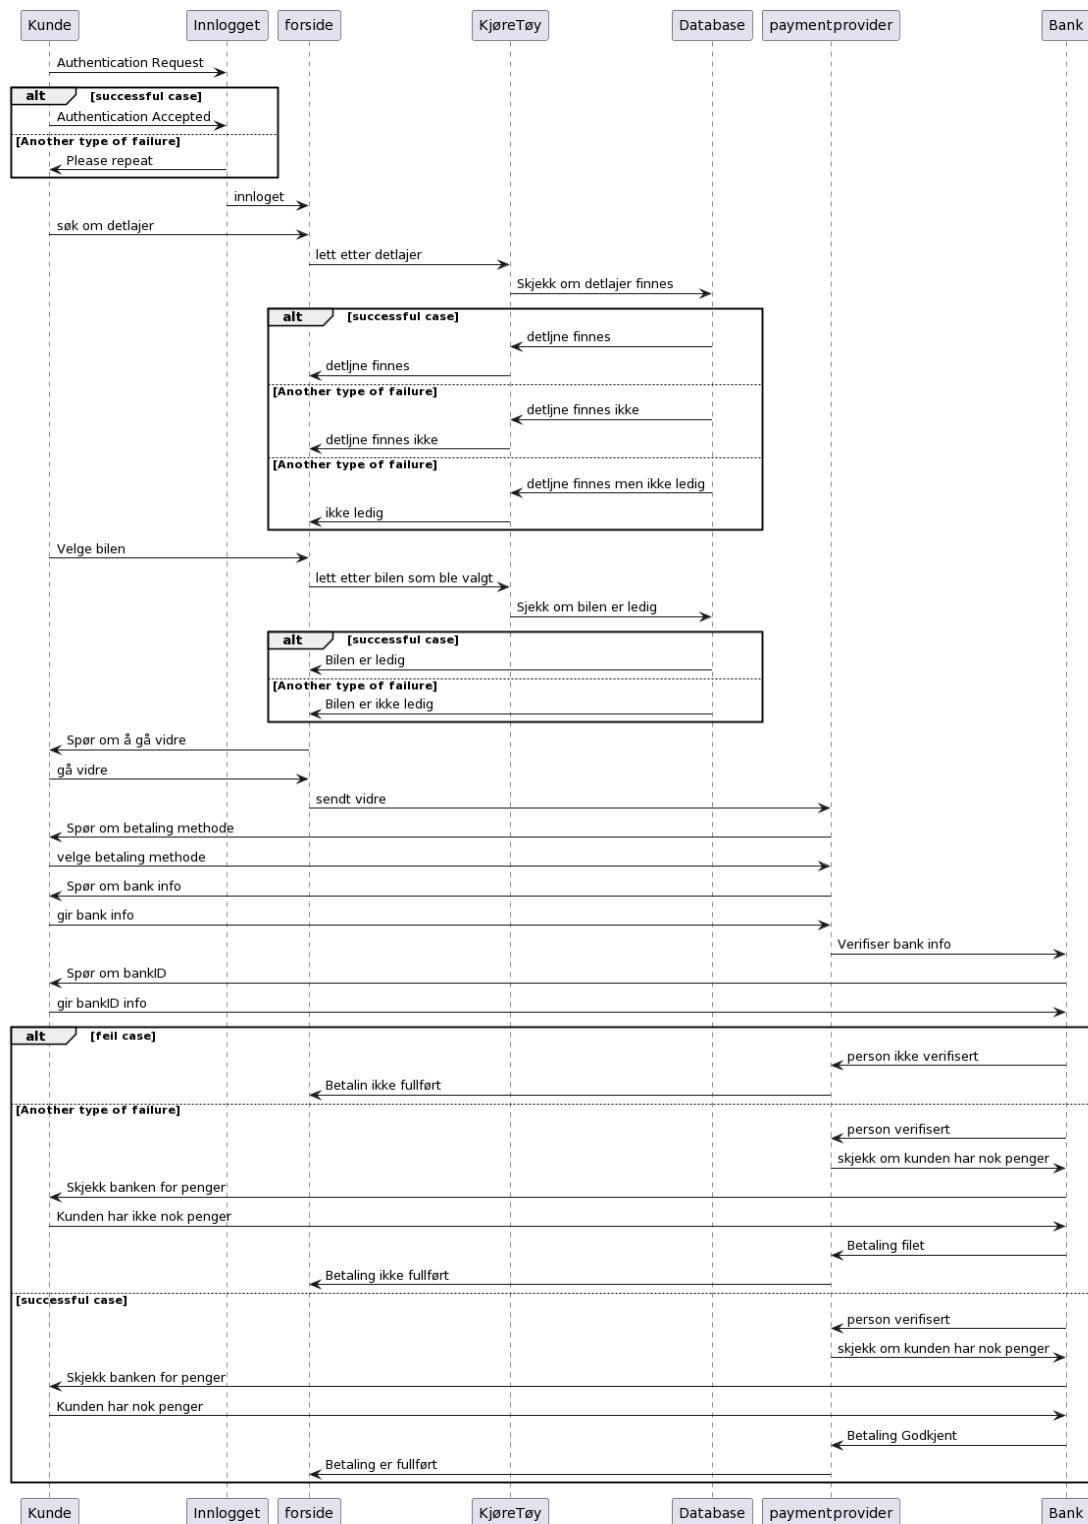 Kunde Innlogget forside KjøreTøy Database paymentprovider Bank
Authentication Request
alt [successful case]
Authentication Accepted
[Another type of failure]
Please repeat
innloget
søk om detlajer
lett etter detlajer
Skjekk om detlajer finnes
alt [successful case]
detljne finnes
detljne finnes
[Another type of failure]
detljne finnes ikke
detljne finnes ikke
[Another type of failure]
detljne finnes men ikke ledig
ikke ledig
Velge bilen
lett etter bilen som ble valgt
Sjekk om bilen er ledig
alt [successful case]
Bilen er ledig
[Another type of failure]
Bilen er ikke ledig
Spør om å gå vidre
gå vidre
sendt vidre
Spør om betaling methode
velge betaling methode
Spør om bank info
gir bank info
Verifiser bank info
Spør om bankID
gir bankID info
alt [feil case]
person ikke verifisert
Betalin ikke fullført
[Another type of failure]
person verifisert
skjekk om kunden har nok penger
Skjekk banken for penger
Kunden har ikke nok penger
Betaling filet
Betaling ikke fullført
[successful case]
person verifisert
skjekk om kunden har nok penger
Skjekk banken for penger
Kunden har nok penger
Betaling Godkjent
Betaling er fullført
Kunde Innlogget forside KjøreTøy Database paymentprovider Bank